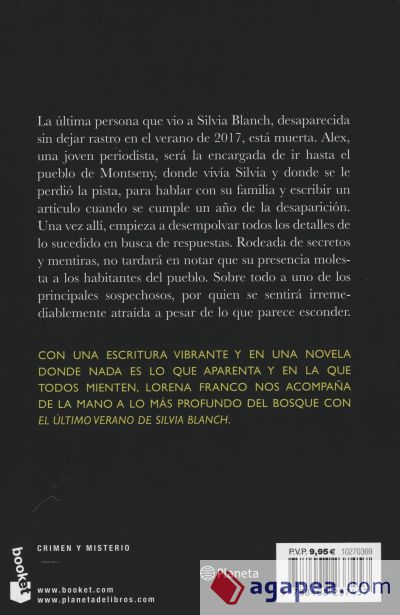 La última persona que vio a Silvia Blanch, desaparecida
sin dejar rastro en el verano de 2017, está muerta. Alex,
una joven periodista, será la encargada de ir hasta el
pueblo de Montseny, donde vivía Silvia y donde se le
perdió la pista, para hablar con su familia y escribir un
artículo cuando se cumple un año de la desaparición.
Una vez allí, empieza a desempolvar todos los detalles de
lo sucedido en busca de respuestas. Rodeada de secretos
y mentiras, no tardará en notar que su presencia moles-
ta a los habitantes del pueblo. Sobre todo a uno de los
principales sospechosos, por quien se sentirá irreme-
diablemente atraída a pesar de lo que parece esconder.
CON UNA ESCRITURA VIBRANTE Y EN UNA NOVELA
DONDE NADA ES LO QUE APARENTA Y EN LA QUE
TODOS MIENTEN, LORENA FRANCO NOS ACOMPAÑA
DE LA MANO A LO MÁS PROFUNDO DEL BOSQUE CON
EL ÚLTIMO VERANO DE SILVIA BLANCH.
CRIMEN Y MISTERIO
P.V.P. 9,95 € 10270369
booket
Planeta
www.booket.com
www.planetadelibros.com
agapea.com